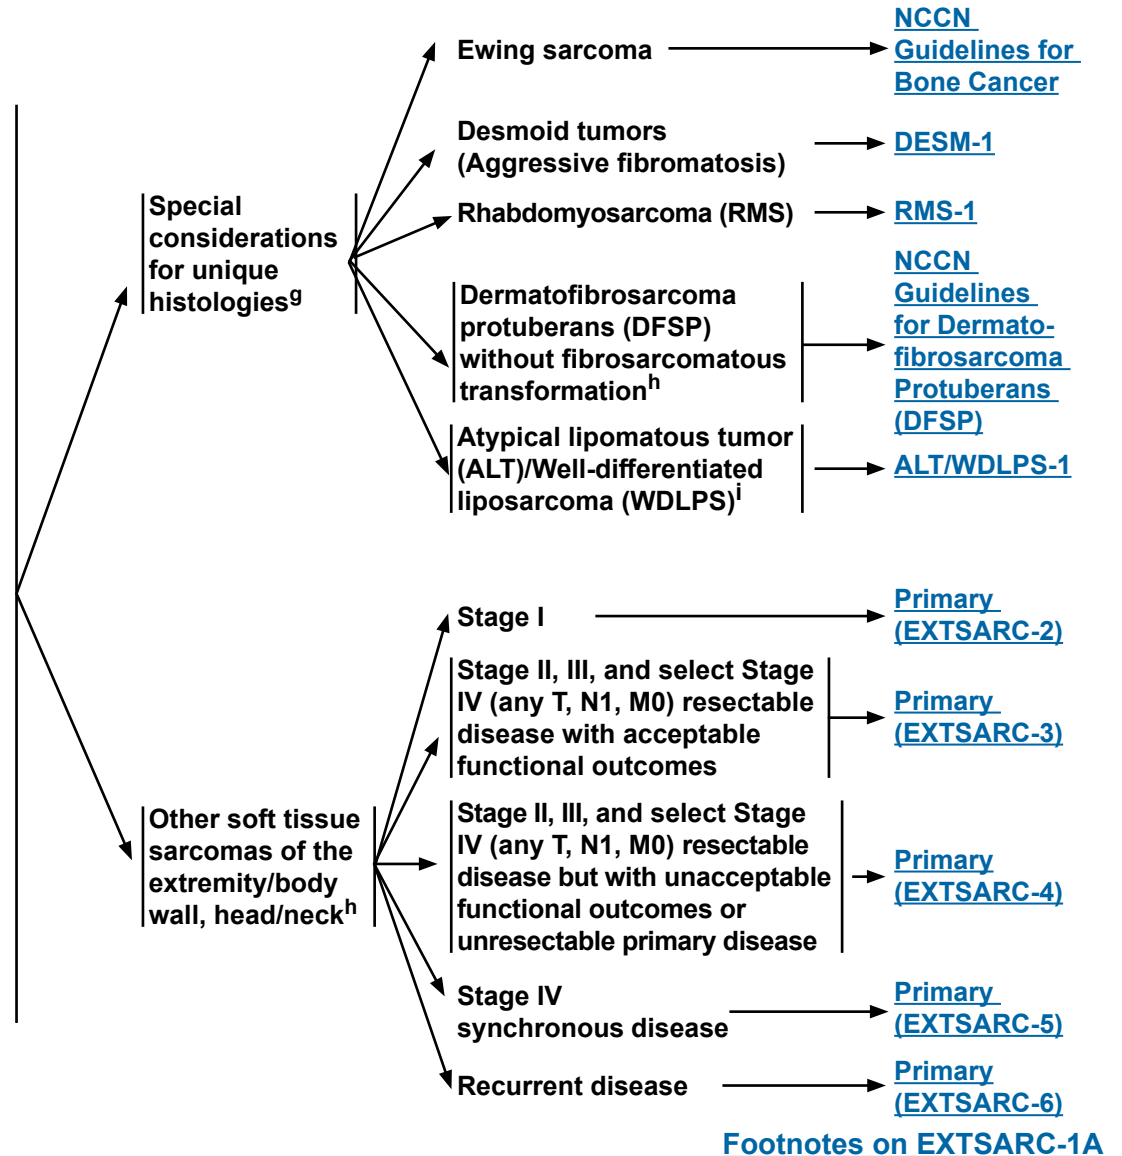 Special
considerations
for unique
histologiesg
Ewing sarcoma
NCCN
Guidelines for
Bone Cancer
Desmoid tumors
(Aggressive fibromatosis)
DESM-1
Rhabdomyosarcoma (RMS)
RMS-1
Dermatofibrosarcoma
protuberans (DFSP)
without fibrosarcomatous
transformationh
NCCN
Guidelines
for Dermato-
fibrosarcoma
Protuberans
(DFSP)
Atypical lipomatous tumor
(ALT)/Well-differentiated
liposarcoma (WDLPS)i
ALT/WDLPS-1
Other soft tissue
sarcomas of the
extremity/body
wall, head/neckh
Stage I
Primary
(EXTSARC-2)
Stage II, III, and select Stage
IV (any T, N1, M0) resectable
disease with acceptable
functional outcomes
Primary
(EXTSARC-3)
Stage II, III, and select Stage
IV (any T, N1, M0) resectable
disease but with unacceptable
functional outcomes or
unresectable primary disease
Primary
(EXTSARC-4)
Stage IV
synchronous disease
Primary
(EXTSARC-5)
Recurrent disease
Primary
(EXTSARC-6)
Footnotes on EXTSARC-1A